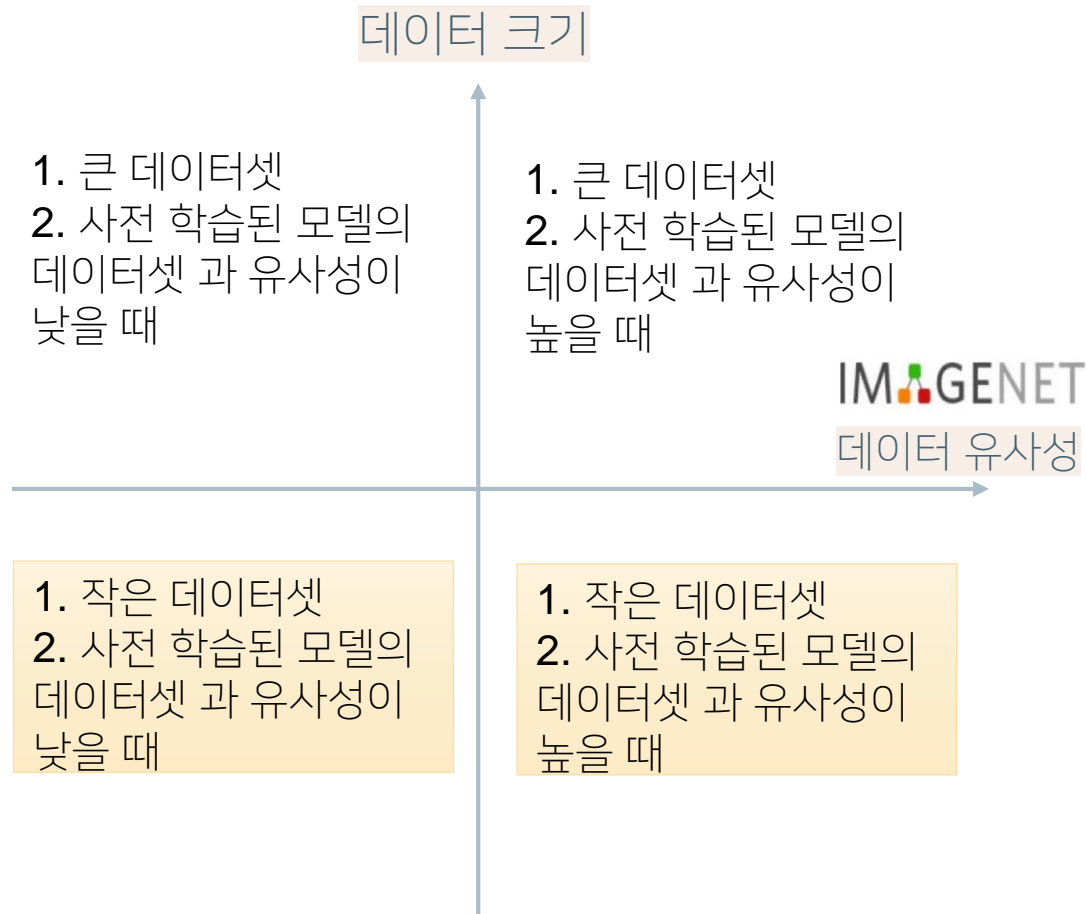 데이터 크기
1. 큰 데이터셋
2. 사전 학습된 모델의
데이터셋 과 유사성이
낮을 때
1. 큰 데이터셋
2. 사전 학습된 모델의
데이터셋 과 유사성이
높을 때
IMAGENET
데이터 유사성
1. 작은 데이터셋
2. 사전 학습된 모델의
데이터셋 과 유사성이
낮을 때
1. 작은 데이터셋
2. 사전 학습된 모델의
데이터셋 과 유사성이
높을 때